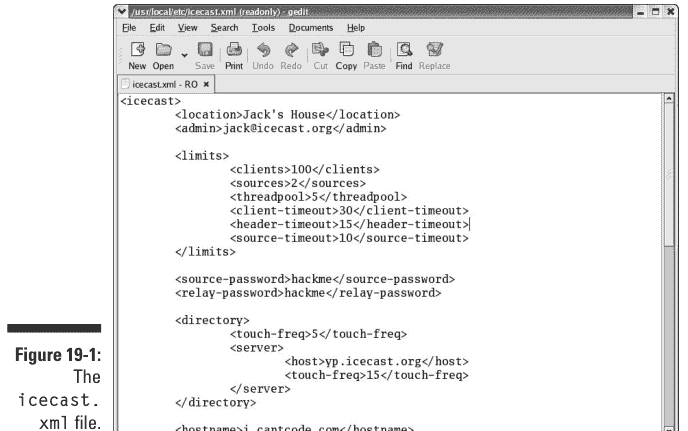 /usr/local/etc/icecast.xml (readonly) - gedit
File Edit View Search Tools Documents Help
New Open Save Print Undo Redo Cut Copy Paste Find Replace
icecast.xml - RO
<icecast>
<location>Jack's House</location>
<admin>jack@icecast.org</admin>
<limits>
<clients>100</clients>
<sources>2</sources>
<threadpool>5</threadpool>
<client-timeout>30</client-timeout>
<header-timeout>15</header-timeout>
<source-timeout>10</source-timeout>
</limits>
<source-password>hackme</source-password>
<relay-password>hackme</relay-password>
<directory>
<touch-freq>5</touch-freq>
<server>
<host>yp.icecast.org</host>
<touch-freq>15</touch-freq>
</server>
</directory>
<hostname>i.cantcode.com</hostname>
Figure 19-1:
The
icecast.
xml file.